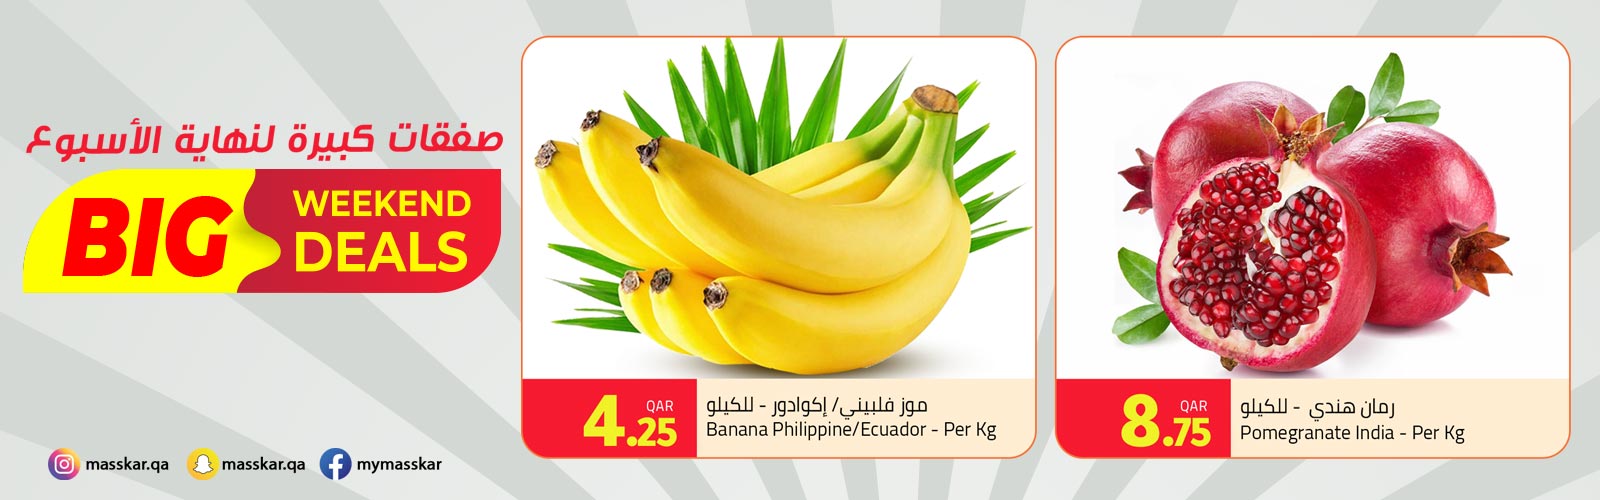 صفقات كبيرة لنهاية الأسبوع
BIG WEEKEND DEALS
masskar.qa masskar.qa mymasskar
4.25 QAR
موز فلبيني/ إكوادور - للكيلو
Banana Philippine/Ecuador - Per Kg
8.75 QAR
رمان هندي - للكيلو
Pomegranate India - Per Kg